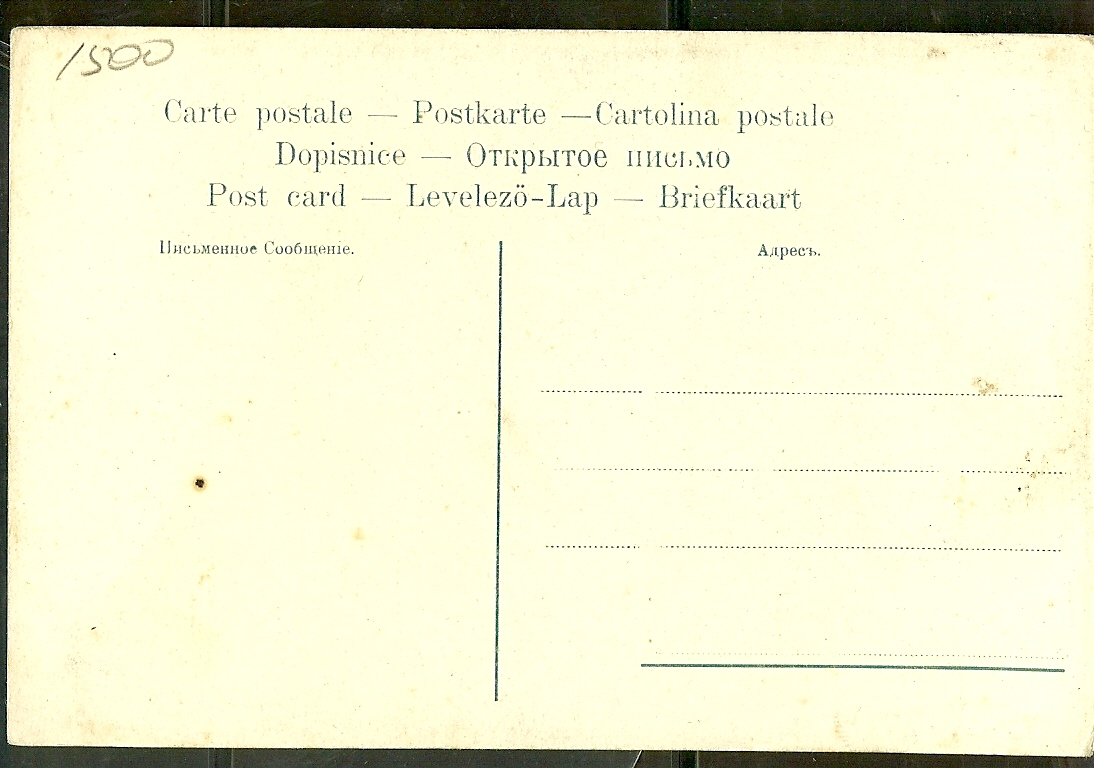 1500
Carte postale — Postkarte — Cartolina postale
Dopisnice — Открытое письмо
Post card — Levelezö-Lap — Briefkaart
Письменное Сообщеніе.
Адресъ.